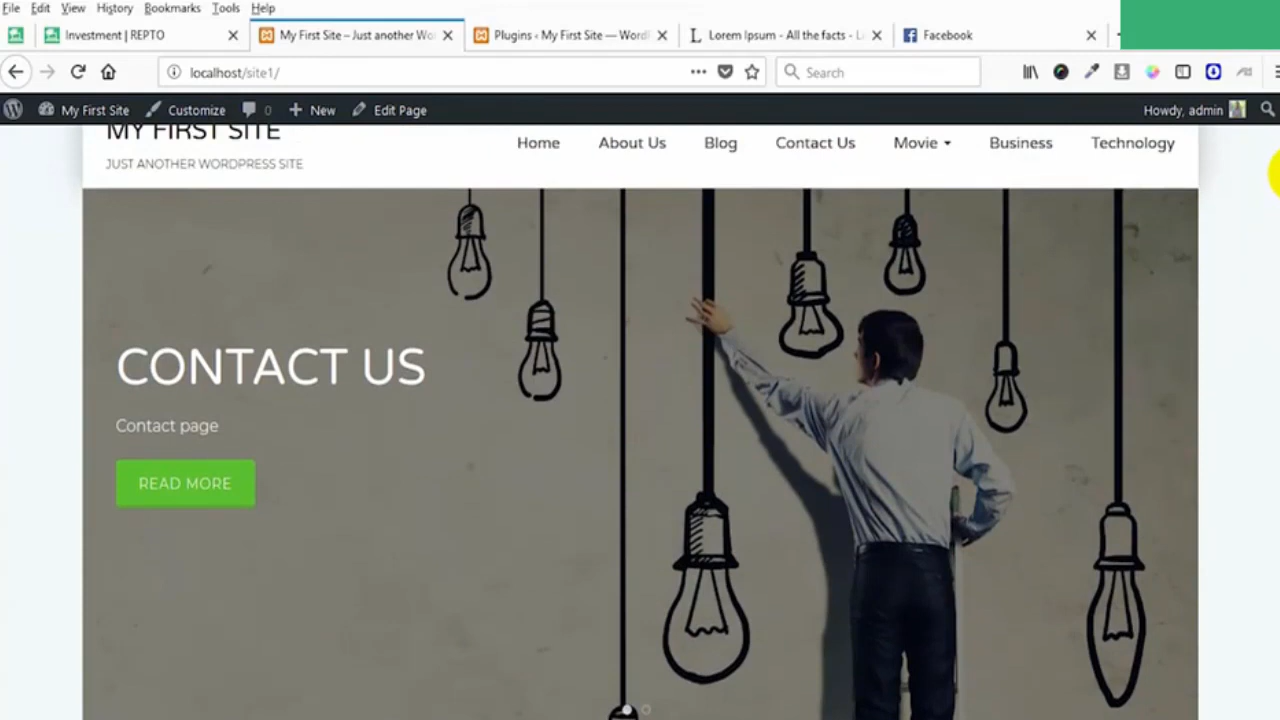 File Edit View History Bookmarks Tools Help
Investment | REPTO
My First Site – Just another Wo
Plugins ‹ My First Site — Word
Lorem Ipsum - All the facts - L
Facebook
localhost/site1/
Search
My First Site
Customize
0
New
Edit Page
Howdy, admin
MY FIRST SITE
JUST ANOTHER WORDPRESS SITE
Home About Us Blog Contact Us Movie Business Technology
CONTACT US
Contact page
READ MORE